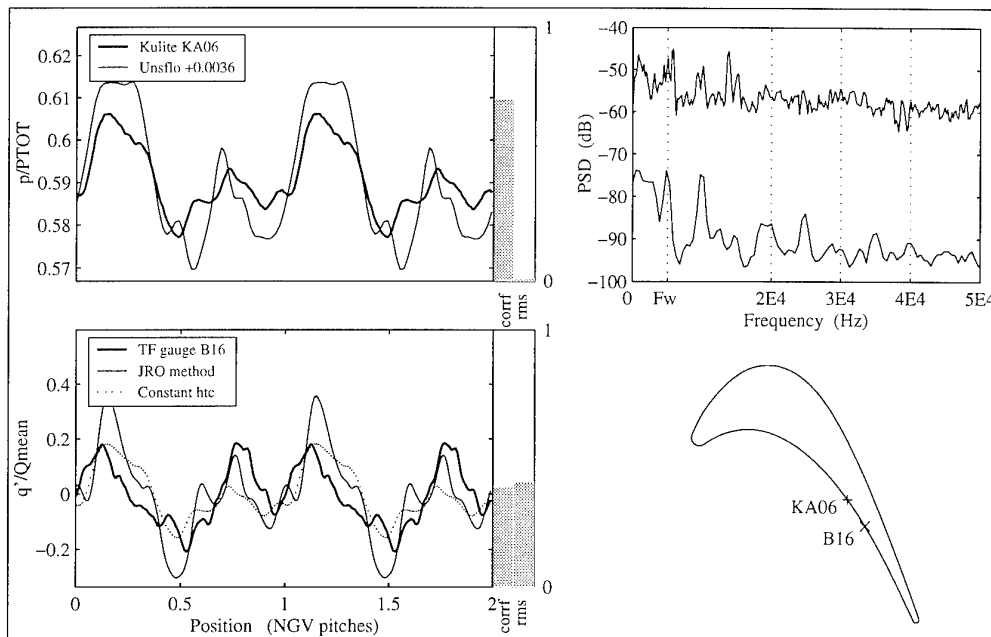 0.62
0.61
0.6
0.59
0.58
0.57
p/PTOT
Kulite KA06
Unsflo +0.0036
1
0
corrf
rms
−40
−50
−60
−70
−80
−90
−100
PSD (dB)
0 Fw 2E4 3E4 4E4 5E4
Frequency (Hz)
0.4
0.2
0
−0.2
q'/Qmean
TF gauge B16
JRO method
Constant htc
1
0
corrf
rms
0 0.5 1 1.5 2
Position (NGV pitches)
KA06
B16